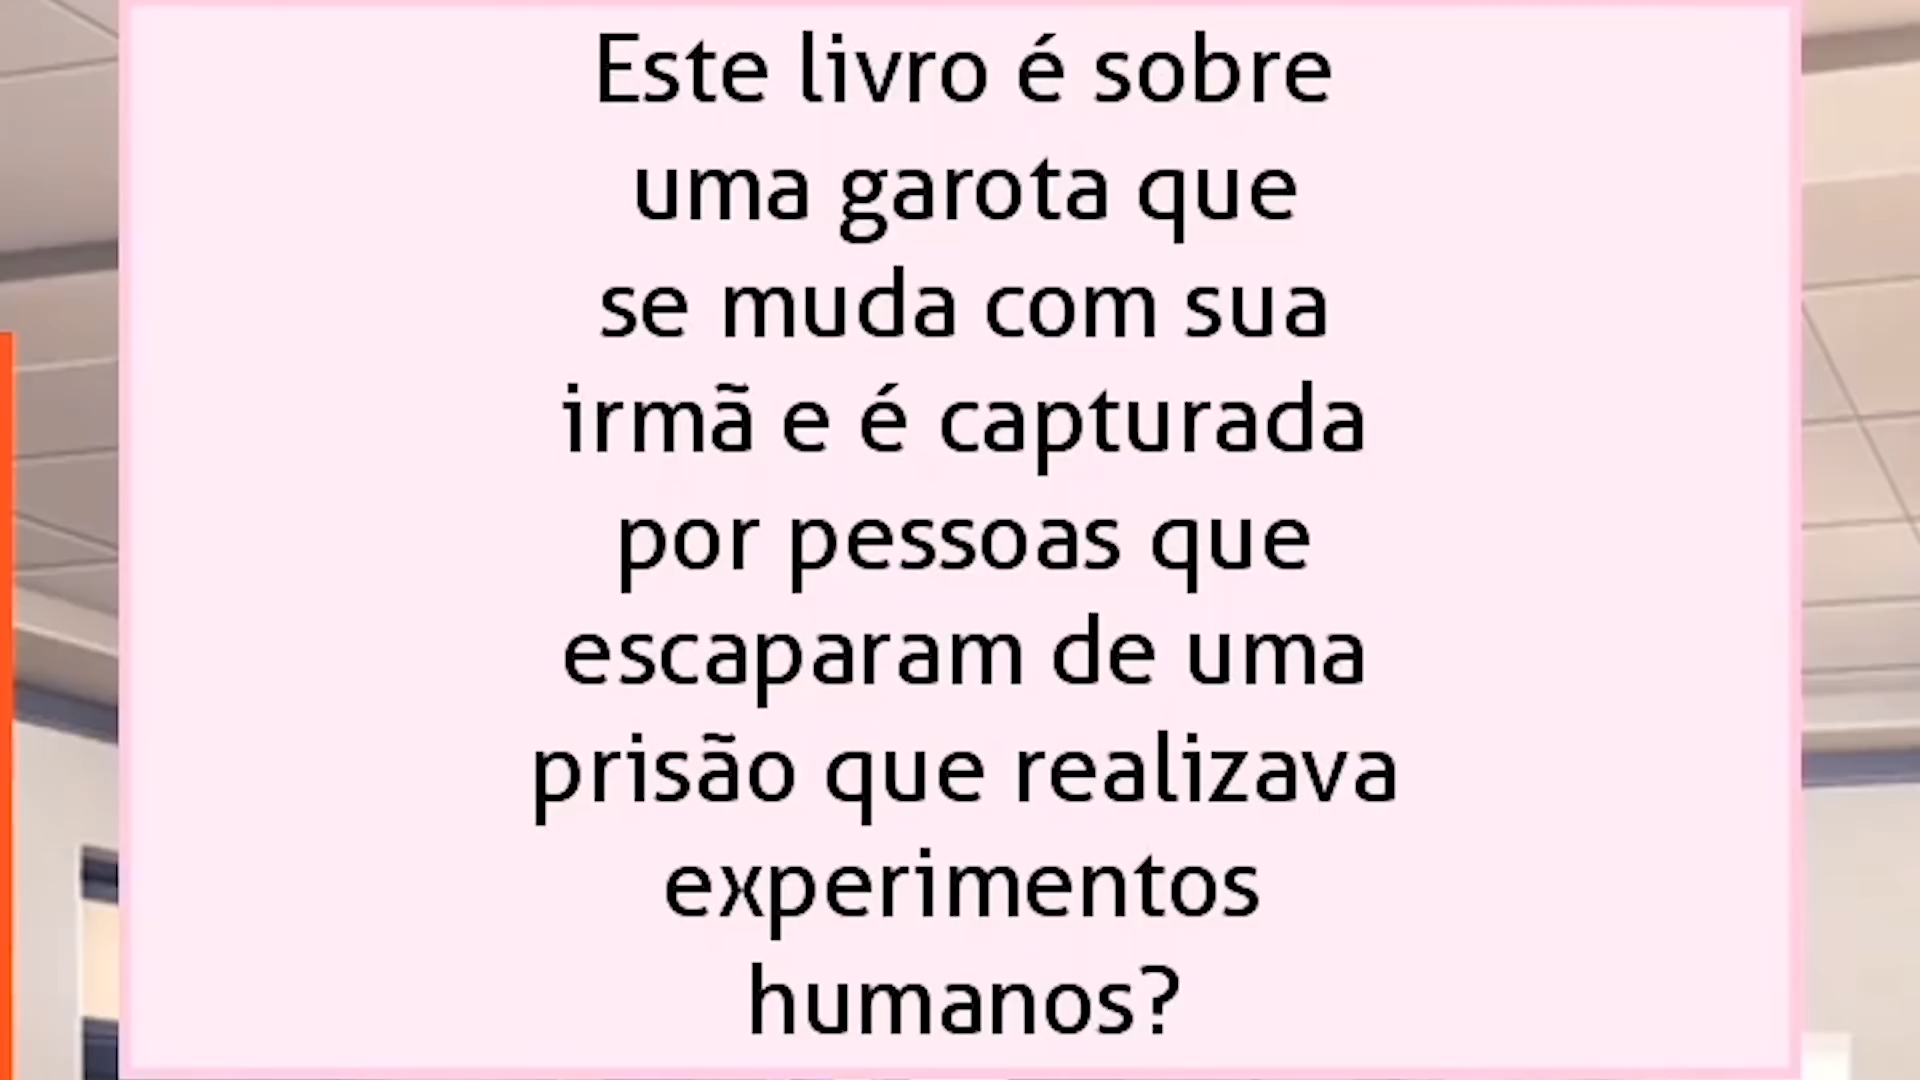 Este livro é sobre
uma garota que
se muda com sua
irmã e é capturada
por pessoas que
escaparam de uma
prisão que realizava
experimentos
humanos?